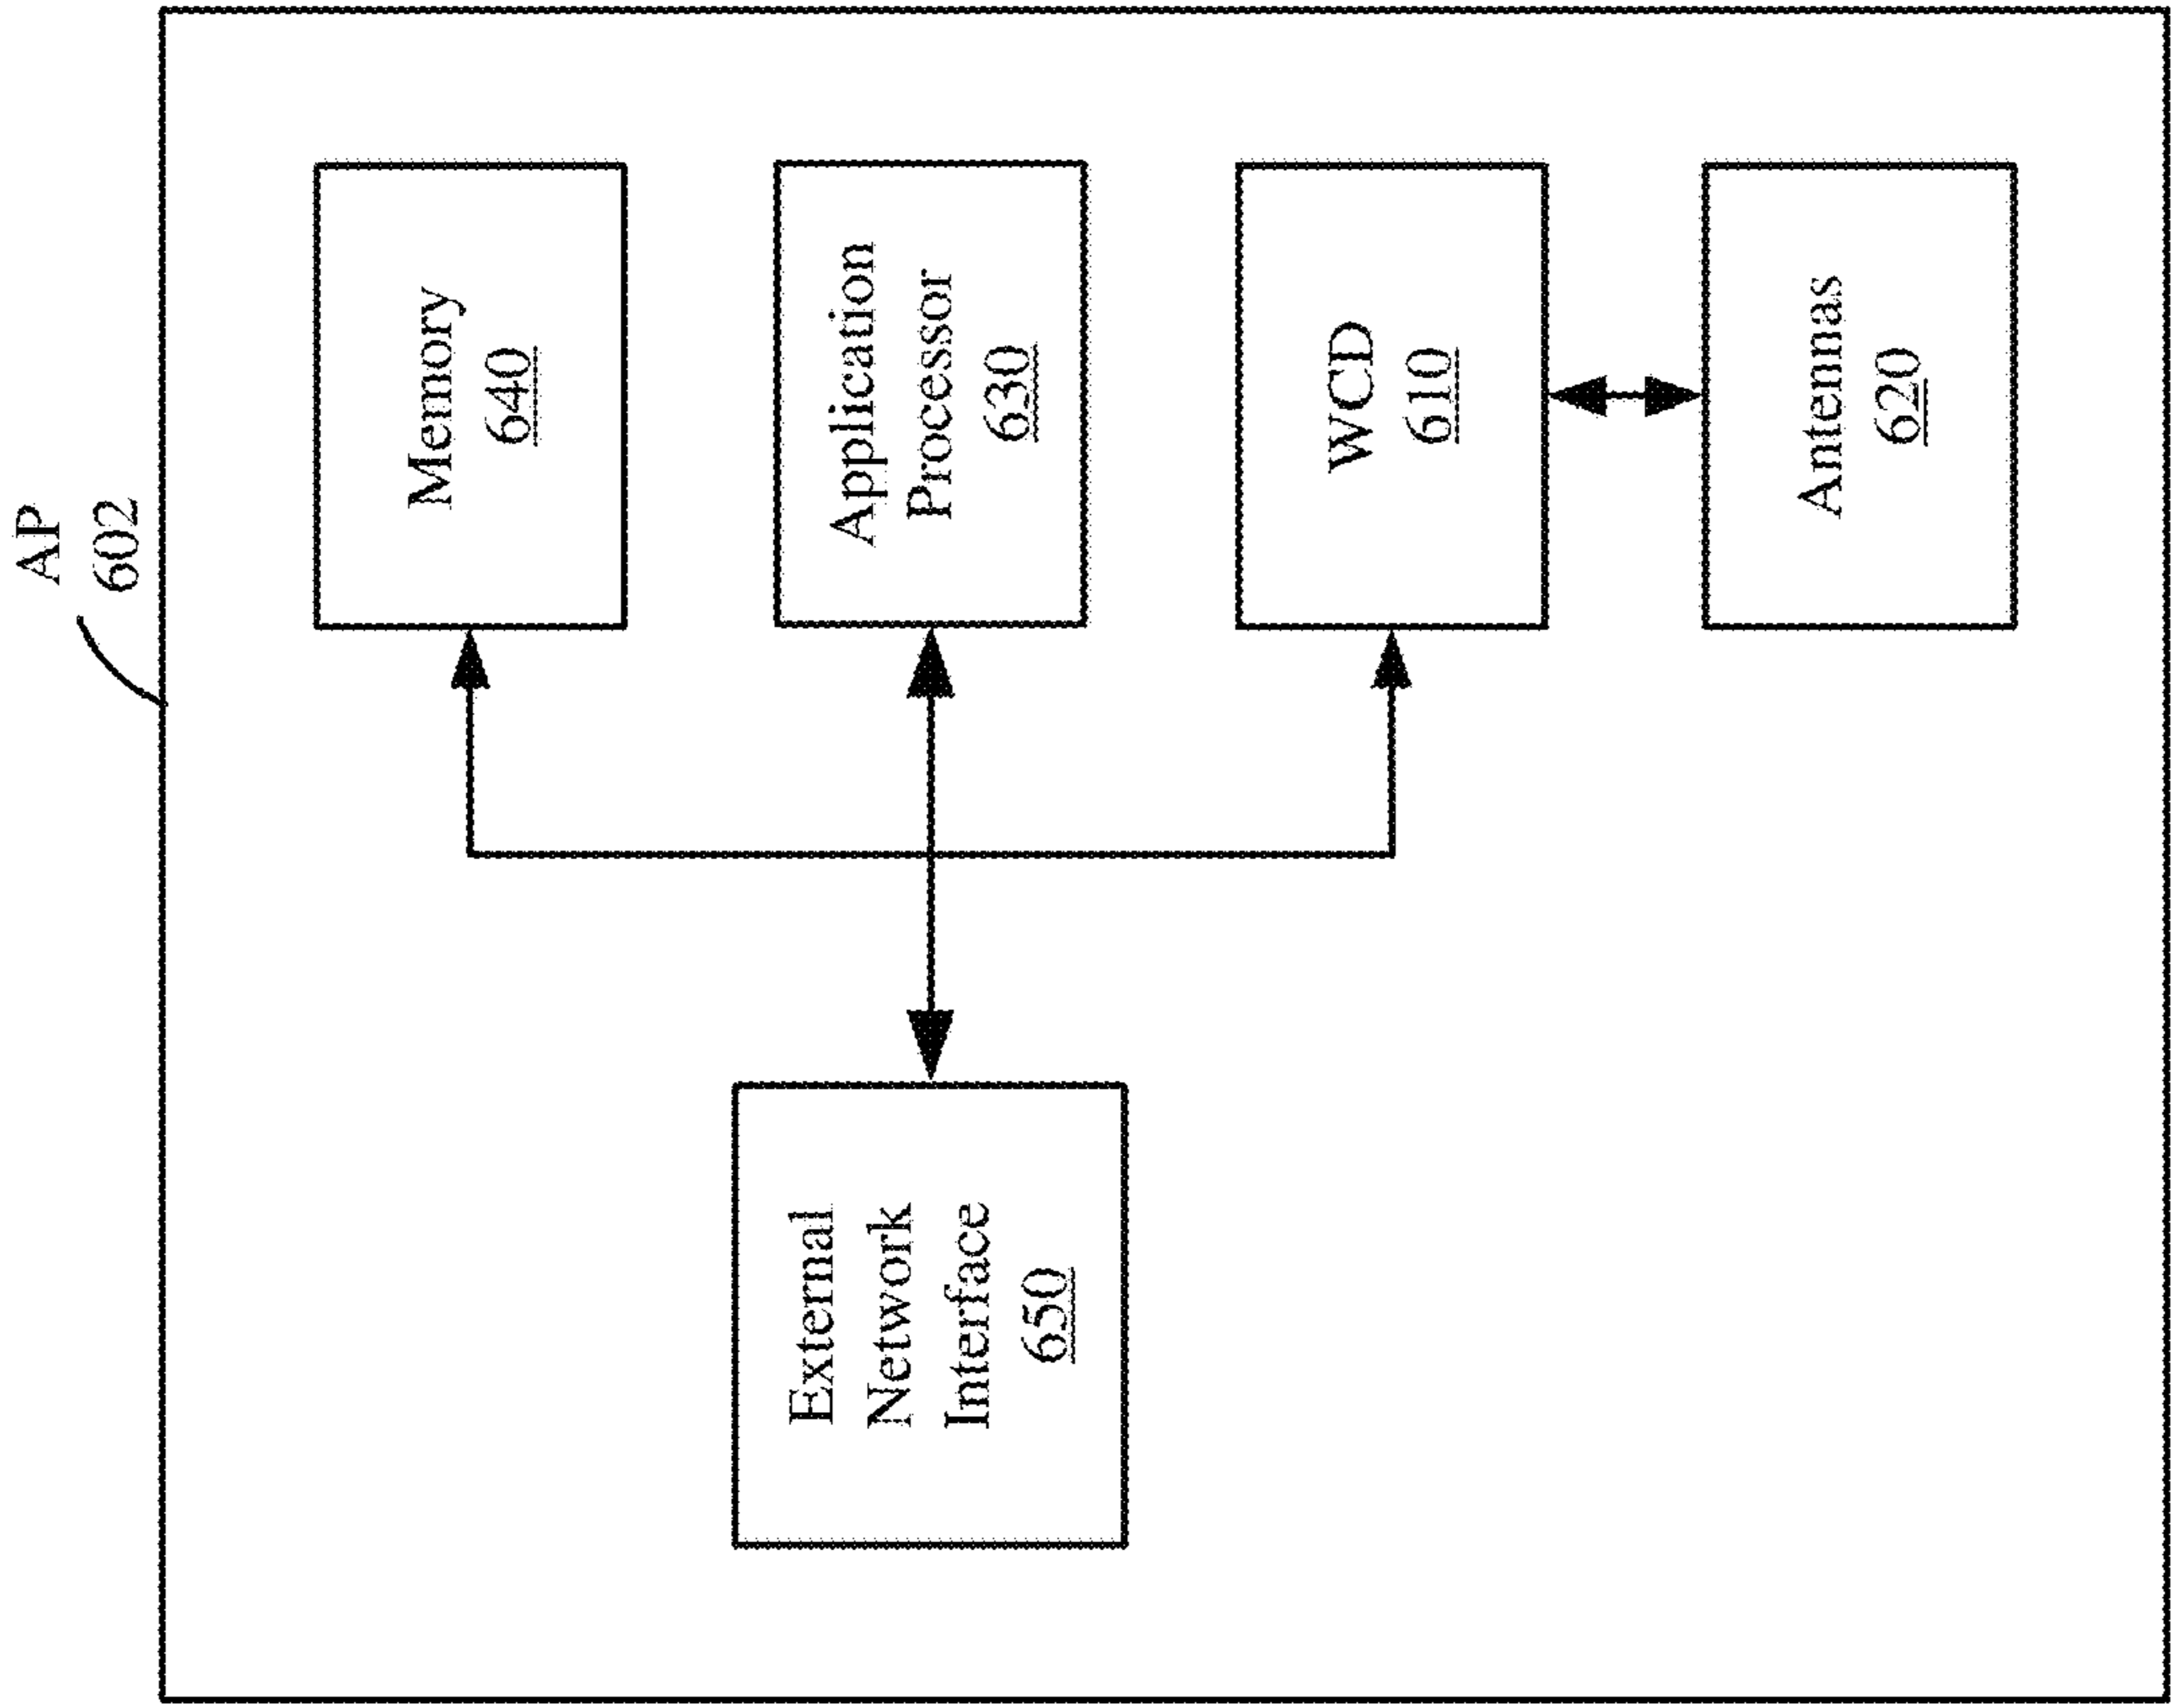 AP
602
Memory
640
Application
Processor
630
WCD
610
Antennas
620
External
Network
Interface
650